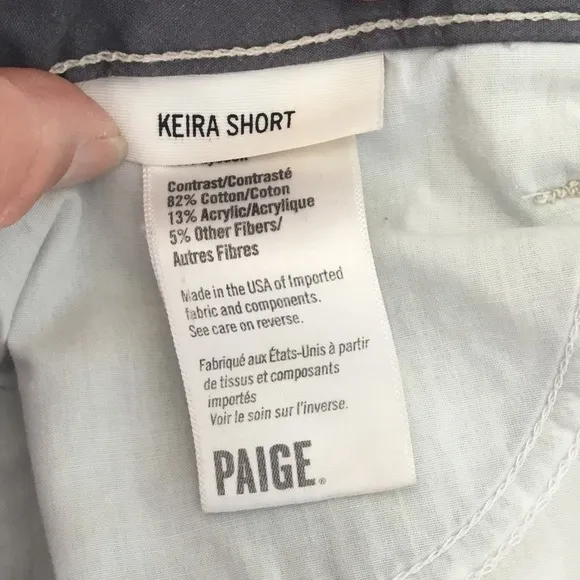 KEIRA SHORT
Contrast/Contrasté
82% Cotton/Coton
13% Acrylic/Acrylique
5% Other Fibers/
Autres Fibres
Made in the USA of Imported
fabric and components.
See care on reverse.
Fabriqué aux États-Unis à partir
de tissus et composants
importés
Voir le soin sur l'inverse.
PAIGE®